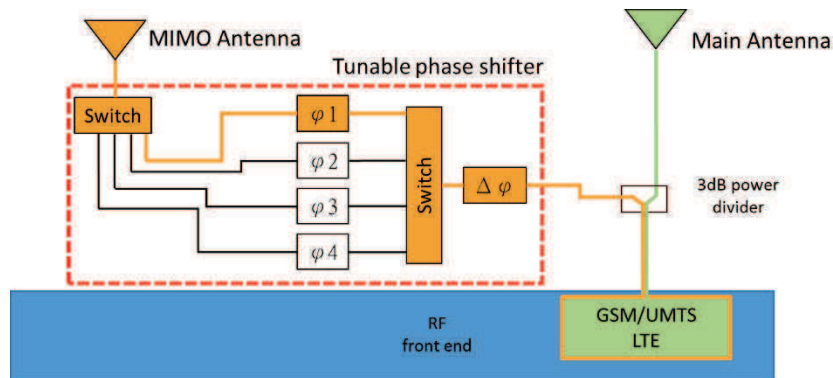 MIMO Antenna
Main Antenna
Tunable phase shifter
Switch
φ 1
φ 2
φ 3
φ 4
Switch
Δ φ
3dB power
divider
GSM/UMTS
LTE
RF
front end